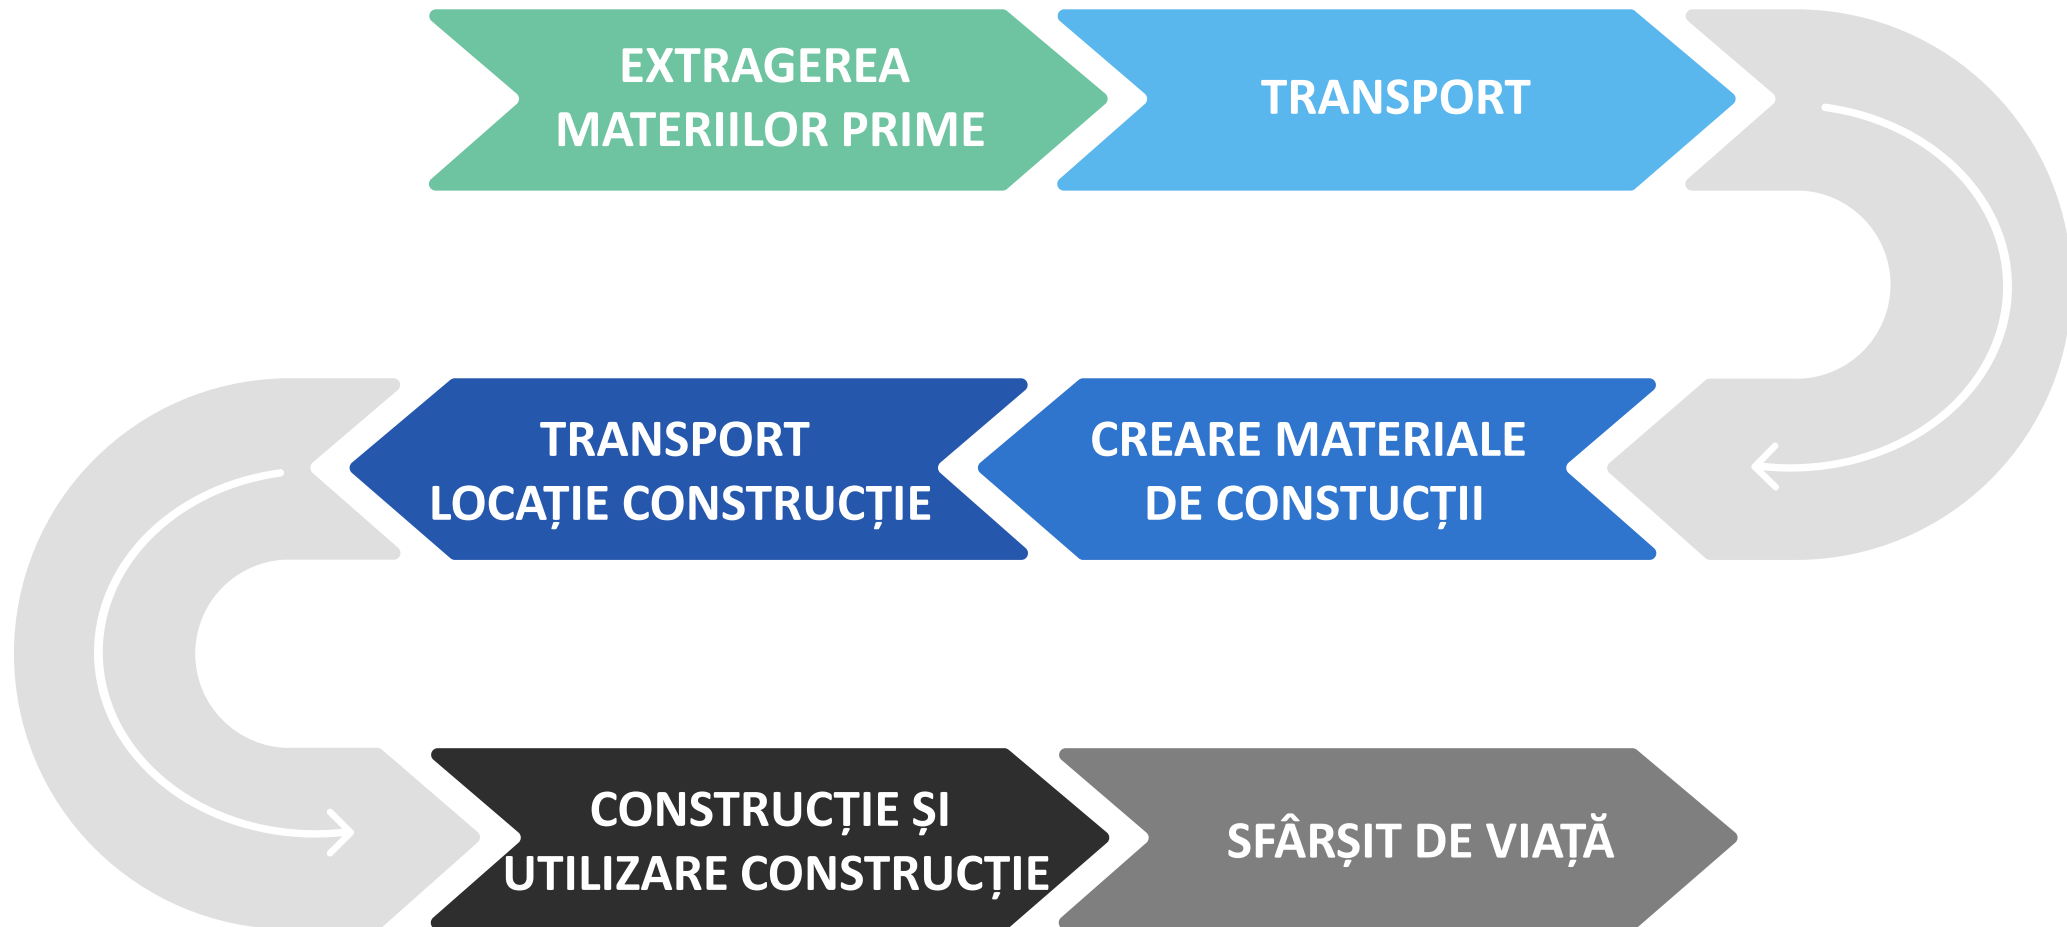 EXTRAGEREA
MATERIILOR PRIME
TRANSPORT
CREARE MATERIALE
DE CONSTUCȚII
TRANSPORT
LOCAȚIE CONSTRUCȚIE
CONSTRUCȚIE ȘI
UTILIZARE CONSTRUCȚIE
SFÂRȘIT DE VIAȚĂ